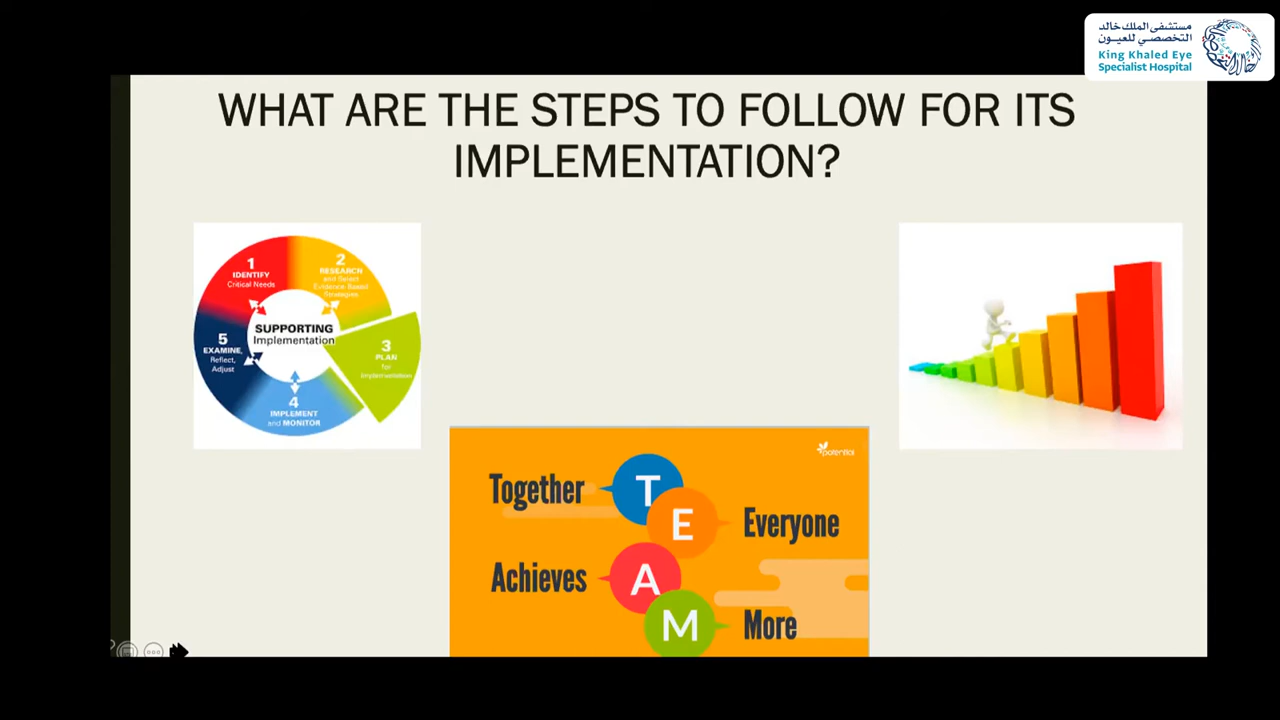 مستشفى الملك خالد
التخصصي للعيون
King Khaled Eye
Specialist Hospital
WHAT ARE THE STEPS TO FOLLOW FOR ITS
IMPLEMENTATION?
1
IDENTIFY
Critical Needs
2
RESEARCH
and Select
Evidence-Based
Strategies
3
PLAN
for
Implementation
4
IMPLEMENT
and MONITOR
5
EXAMINE,
Reflect,
Adjust
SUPPORTING
Implementation
potential
Together
T
E
Everyone
Achieves
A
M
More